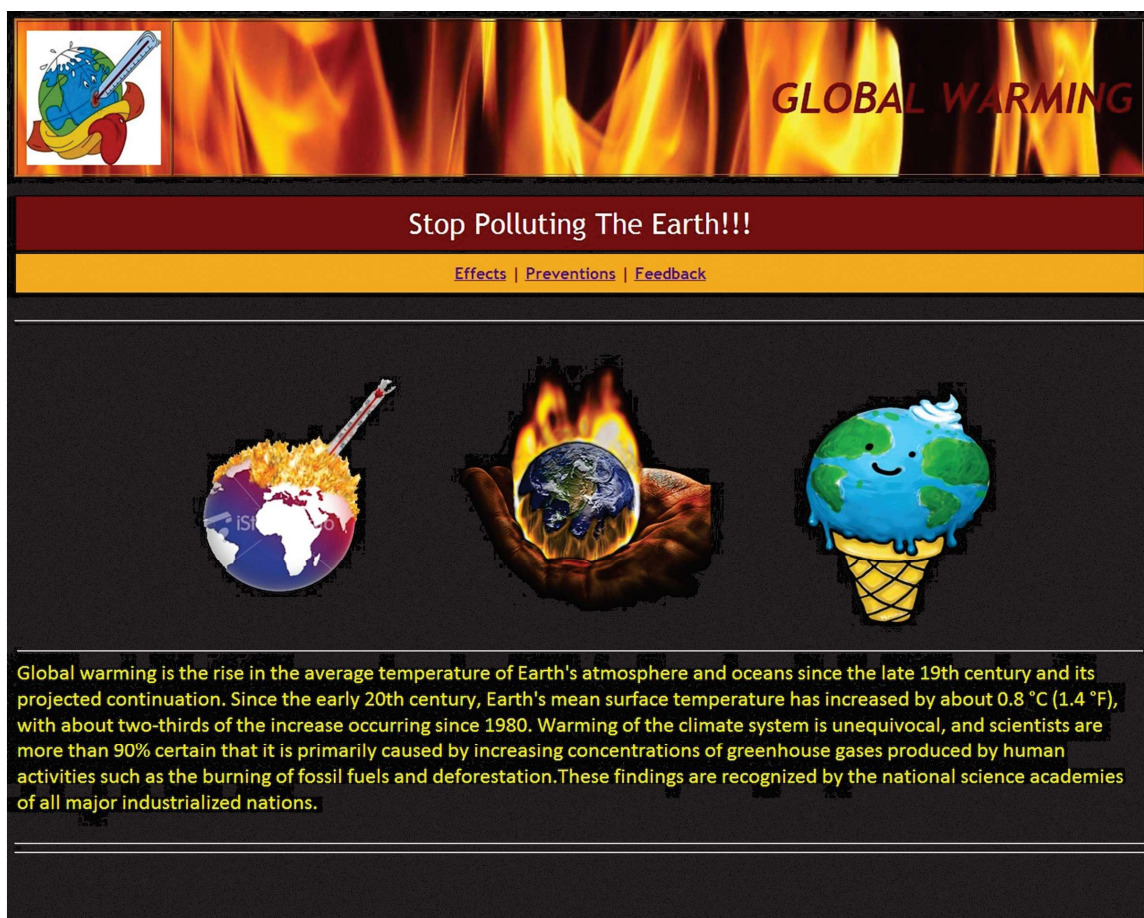 GLOBAL WARMING
Stop Polluting The Earth!!!
Effects | Preventions | Feedback
Global warming is the rise in the average temperature of Earth's atmosphere and oceans since the late 19th century and its
projected continuation. Since the early 20th century, Earth's mean surface temperature has increased by about 0.8 °C (1.4 °F),
with about two-thirds of the increase occurring since 1980. Warming of the climate system is unequivocal, and scientists are
more than 90% certain that it is primarily caused by increasing concentrations of greenhouse gases produced by human
activities such as the burning of fossil fuels and deforestation.These findings are recognized by the national science academies
of all major industrialized nations.